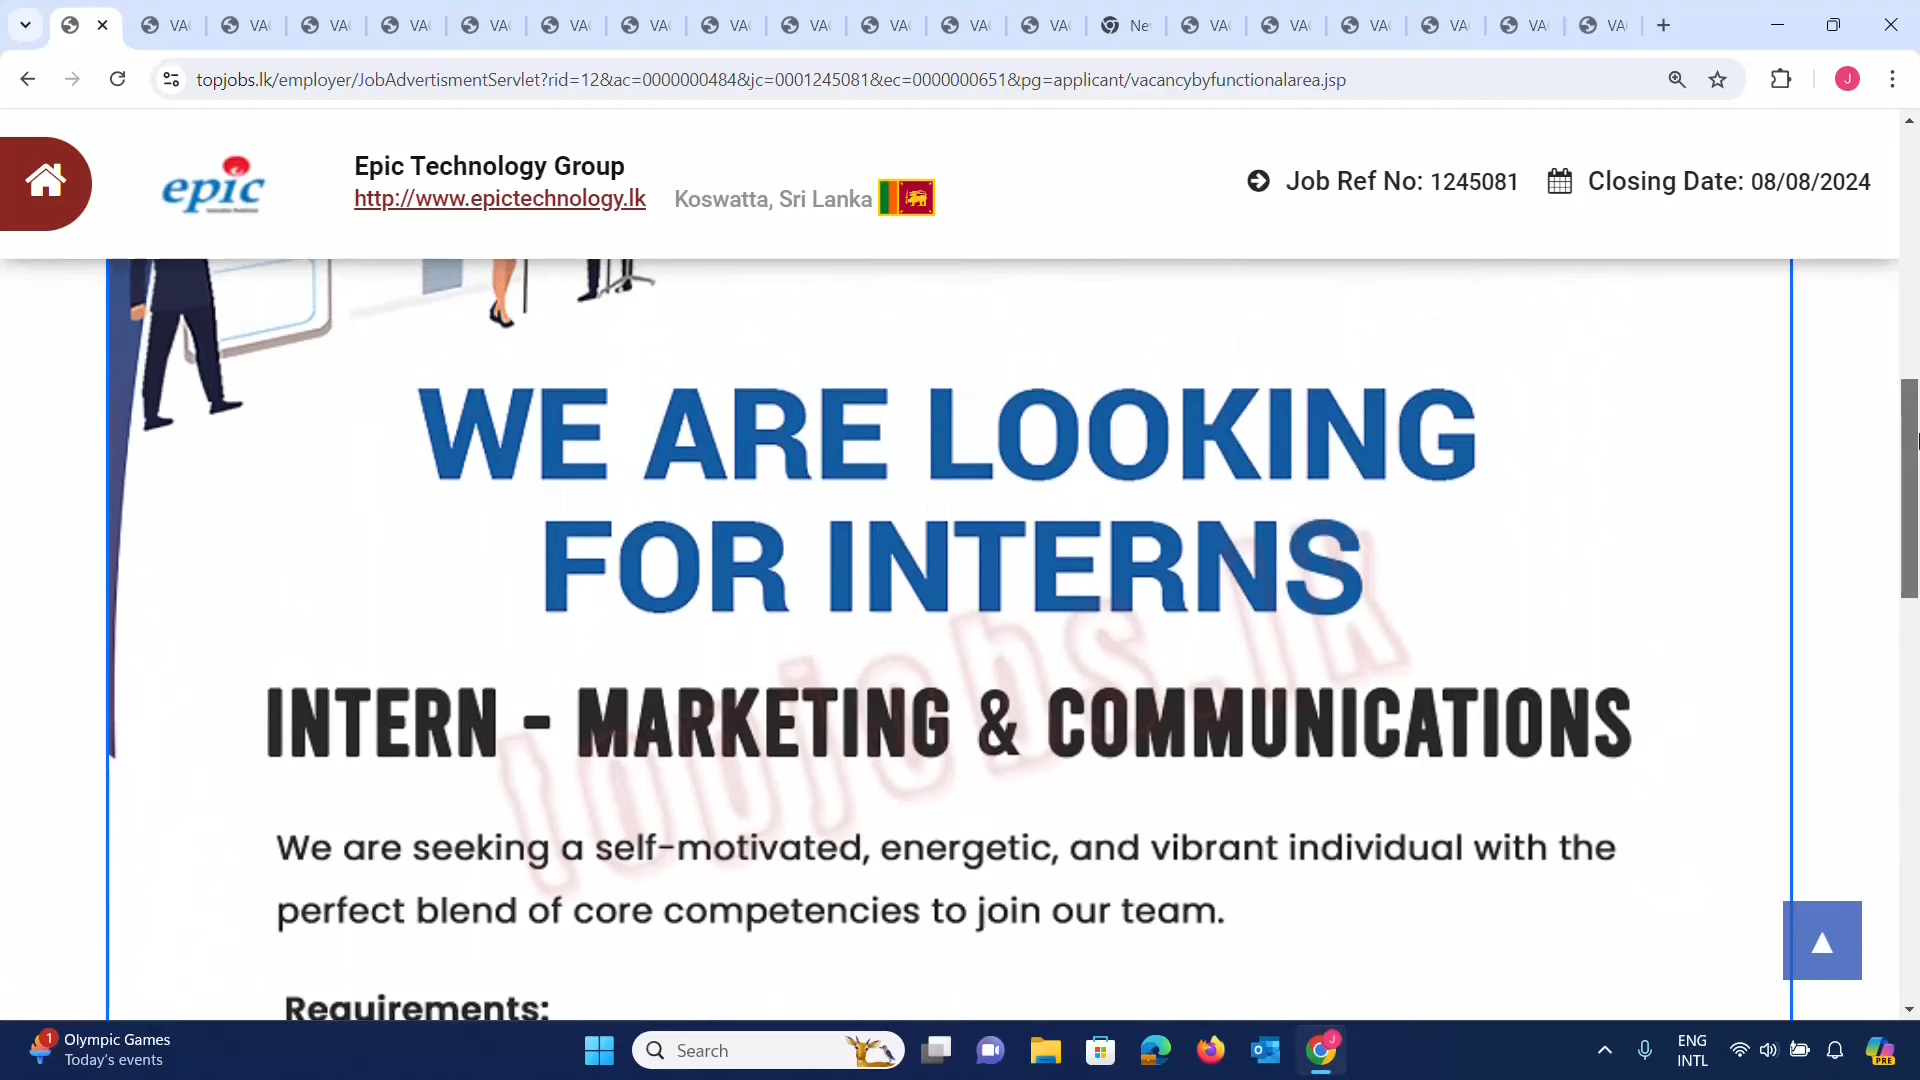 VA
VA
VA
VA
VA
VA
VA
VA
VA
VA
VA
VA
Ne
VA
VA
VA
VA
VA
VA
topjobs.lk/employer/JobAdvertismentServlet?rid=12&ac=0000000484&jc=0001245081&ec=0000000651&pg=applicant/vacancybyfunctionalarea.jsp
J
epic
Epic Technology Group
http://www.epictechnology.lk
Koswatta, Sri Lanka
Job Ref No: 1245081
Closing Date: 08/08/2024
WE ARE LOOKING
FOR INTERNS
INTERN - MARKETING & COMMUNICATIONS
topjobs.lk
We are seeking a self-motivated, energetic, and vibrant individual with the
perfect blend of core competencies to join our team.
Requirements:
1
Olympic Games
Today's events
Search
J
ENG
INTL
PRE